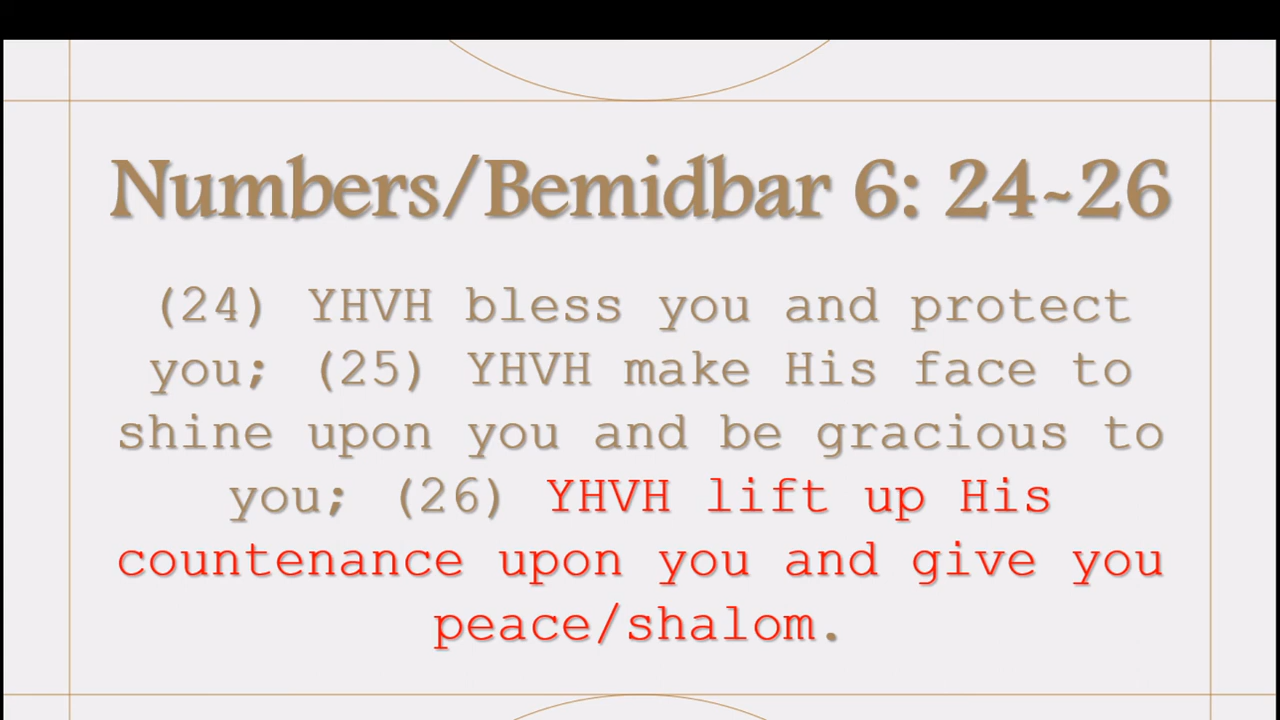 Numbers/Bemidbar 6: 24~26
(24) YHVH bless you and protect
you; (25) YHVH make His face to
shine upon you and be gracious to
you; (26) YHVH lift up His
countenance upon you and give you
peace/shalom.